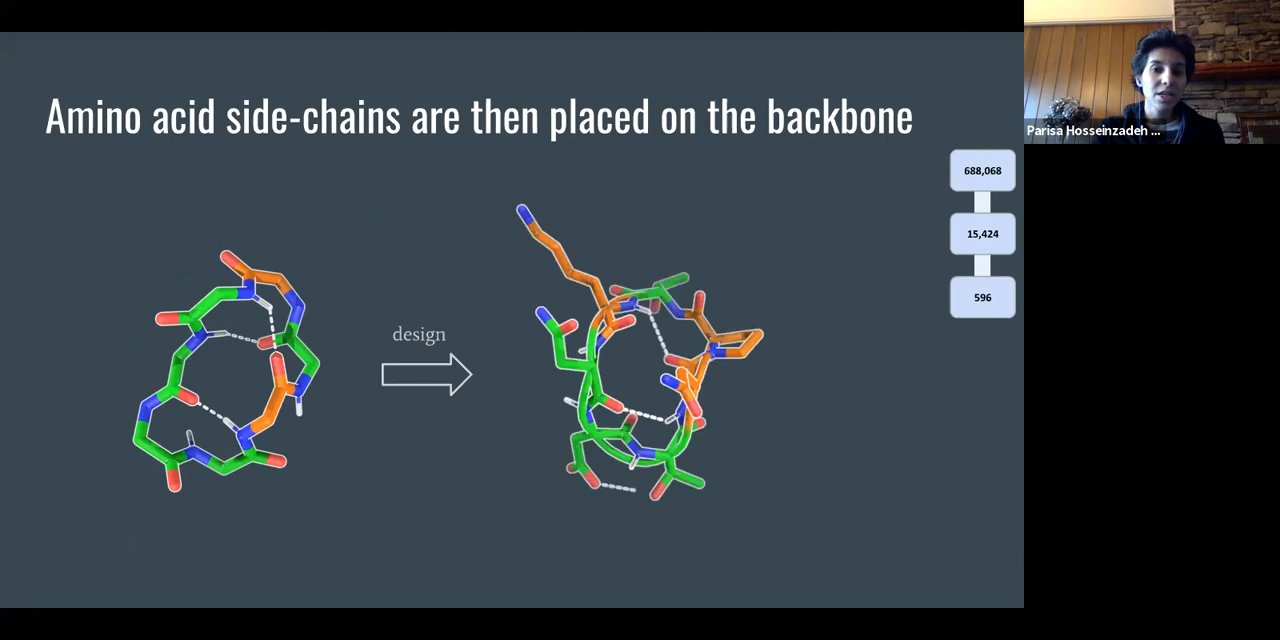 Amino acid side-chains are then placed on the backbone
Parisa Hosseinzadeh ...
688,068
15,424
596
design